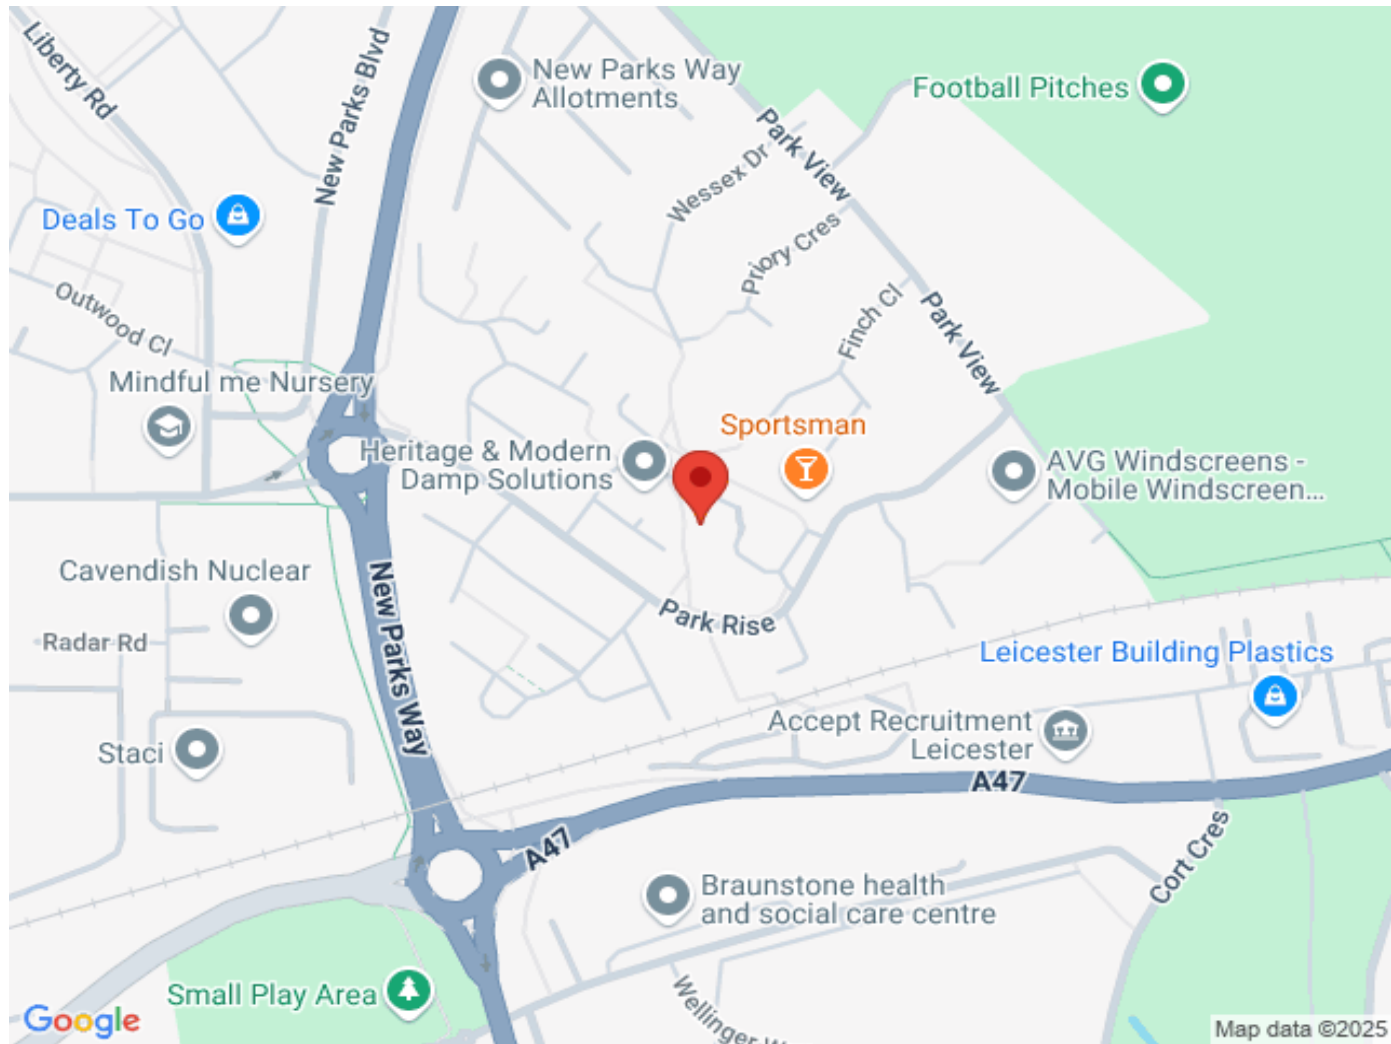 Liberty Rd
New Parks Blvd
New Parks Way
Allotments
Football Pitches
Park View
Wessex Dr
Deals To Go
Priory Cres
Outwood Cl
Finch Cl
Park View
Mindful me Nursery
Sportsman
Heritage & Modern
Damp Solutions
AVG Windscreens -
Mobile Windscreen...
Cavendish Nuclear
New Parks Way
Park Rise
Radar Rd
Leicester Building Plastics
Accept Recruitment
Leicester
Staci
A47
A47
Cort Cres
Braunstone health
and social care centre
Small Play Area
Wellinger
Google
Map data ©2025